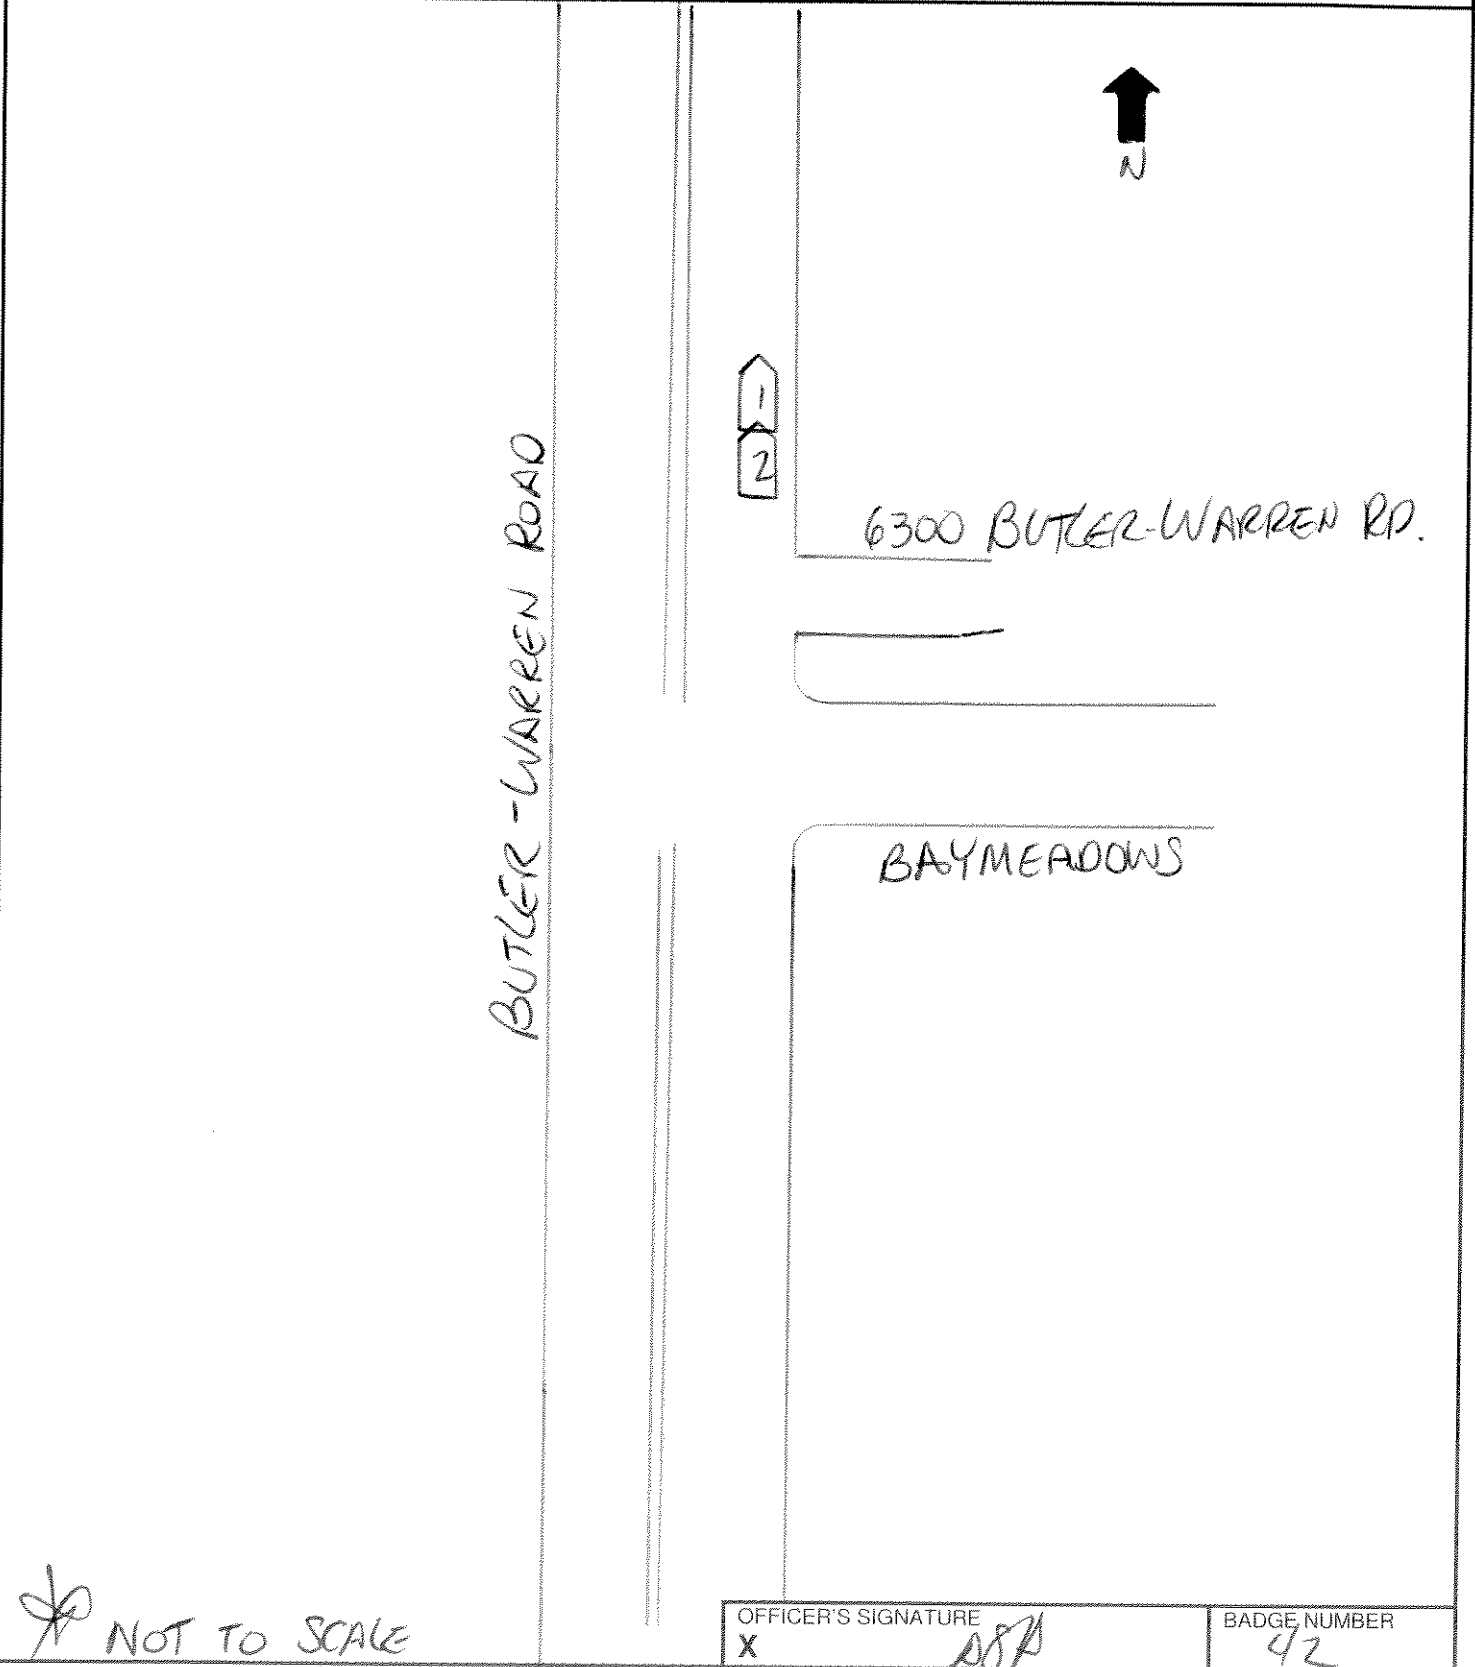 N
1
2
6300 BUTLER-WARREN RD.
BUTLER-WARREN ROAD
BAYMEADOWS
NOT TO SCALE
OFFICER'S SIGNATURE
X
BADGE NUMBER
42